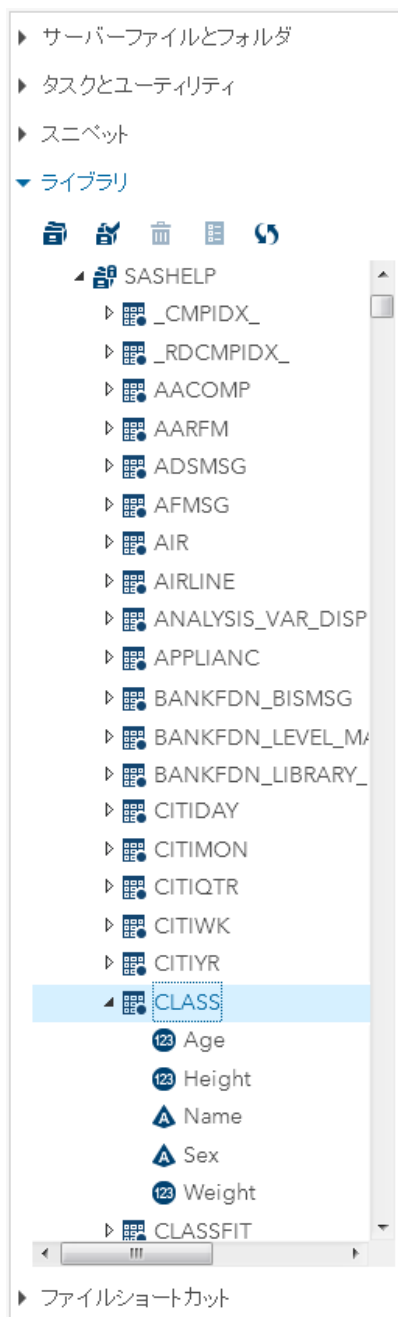 サーバーファイルとフォルダ
タスクとユーティリティ
スニペット
ライブラリ
SASHELP
_CMPIDX_
_RDCMPIDX_
AACOMP
AARFM
ADSMSG
AFMSG
AIR
AIRLINE
ANALYSIS_VAR_DISP
APPLIANC
BANKFDN_BISMSG
BANKFDN_LEVEL_MA
BANKFDN_LIBRARY_
CITIDAY
CITIMON
CITIQTR
CITIWK
CITIYR
CLASS
123 Age
123 Height
A Name
A Sex
123 Weight
CLASSFIT
ファイルショートカット